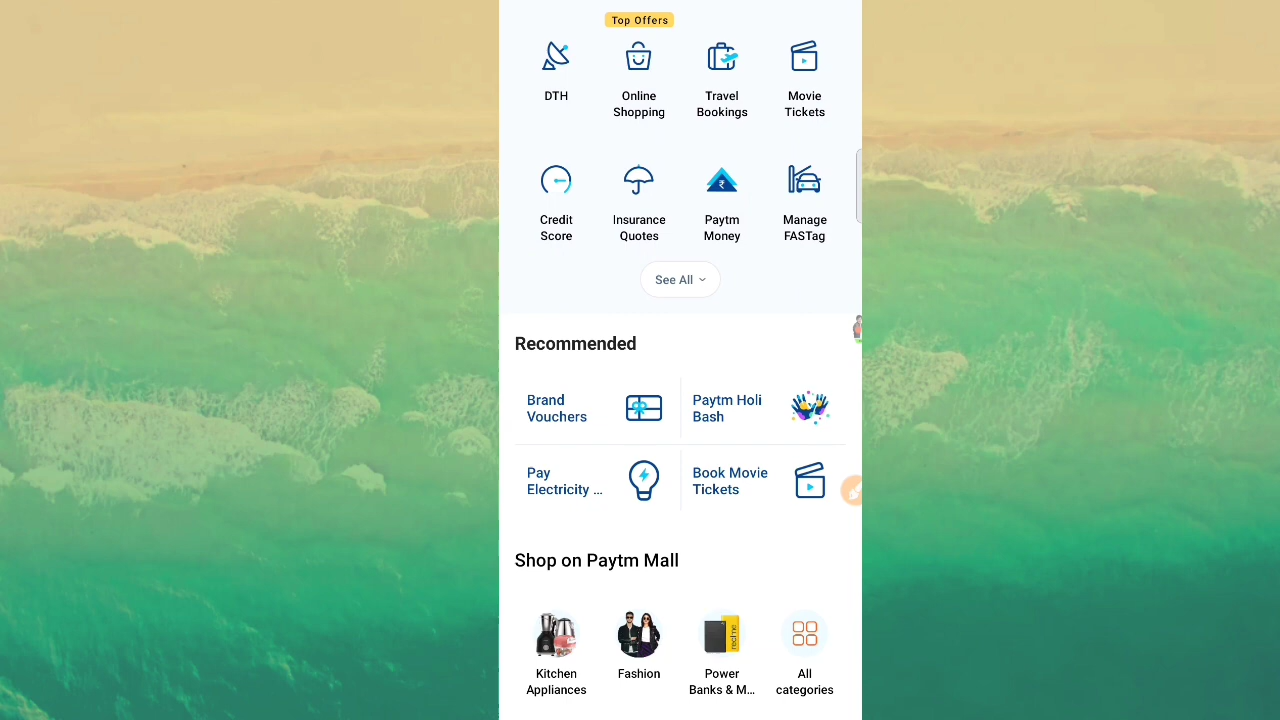 Top Offers
DTH
Online
Shopping
Travel
Bookings
Movie
Tickets
Credit
Score
Insurance
Quotes
₹
Paytm
Money
Manage
FASTag
See All
Recommended
Brand
Vouchers
Paytm Holi
Bash
Pay
Electricity ...
Book Movie
Tickets
Shop on Paytm Mall
Kitchen
Appliances
Fashion
redmi
Power
Banks & M...
All
categories